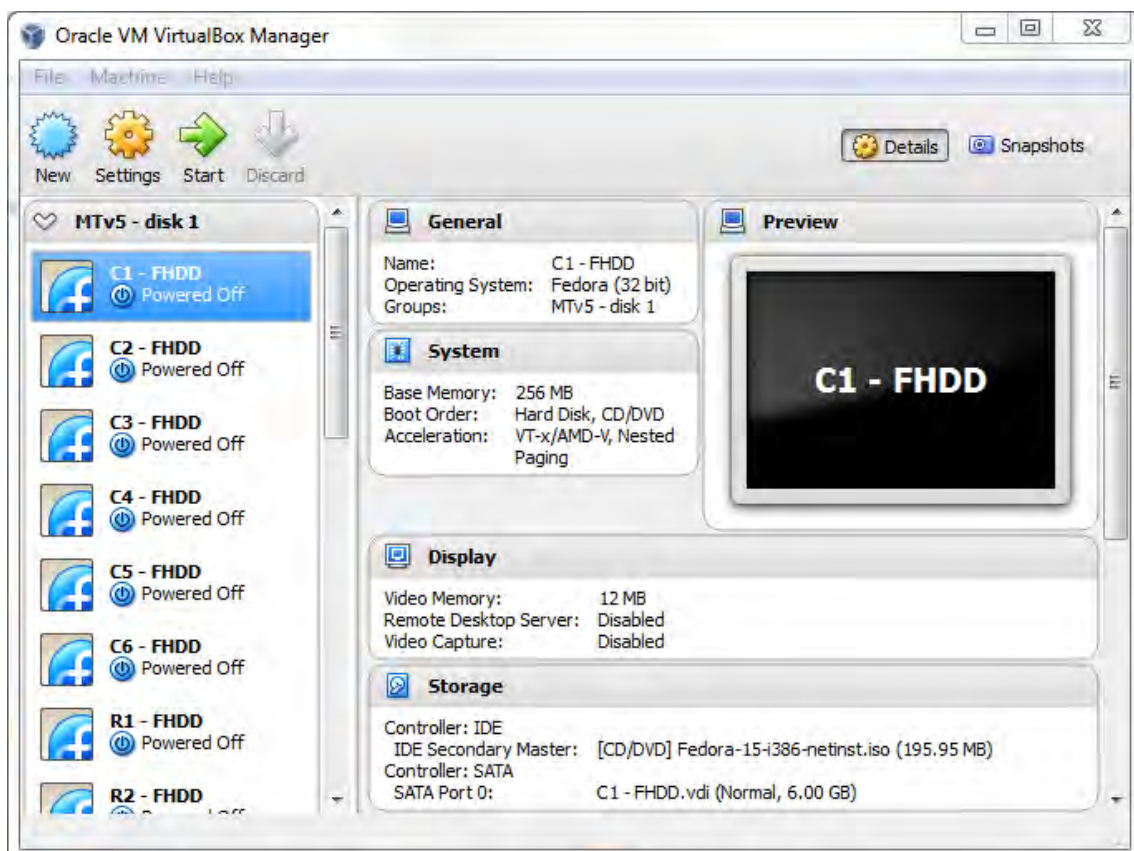 Oracle VM VirtualBox Manager
File Machine Help
New Settings Start Discard
Details Snapshots
MTv5 - disk 1
C1 - FHDD
Powered Off
C2 - FHDD
Powered Off
C3 - FHDD
Powered Off
C4 - FHDD
Powered Off
C5 - FHDD
Powered Off
C6 - FHDD
Powered Off
R1 - FHDD
Powered Off
R2 - FHDD
General
Name: C1 - FHDD
Operating System: Fedora (32 bit)
Groups: MTv5 - disk 1
System
Base Memory: 256 MB
Boot Order: Hard Disk, CD/DVD
Acceleration: VT-x/AMD-V, Nested
Paging
Preview
C1 - FHDD
Display
Video Memory: 12 MB
Remote Desktop Server: Disabled
Video Capture: Disabled
Storage
Controller: IDE
IDE Secondary Master: [CD/DVD] Fedora-15-i386-netinst.iso (195.95 MB)
Controller: SATA
SATA Port 0: C1 - FHDD.vdi (Normal, 6.00 GB)